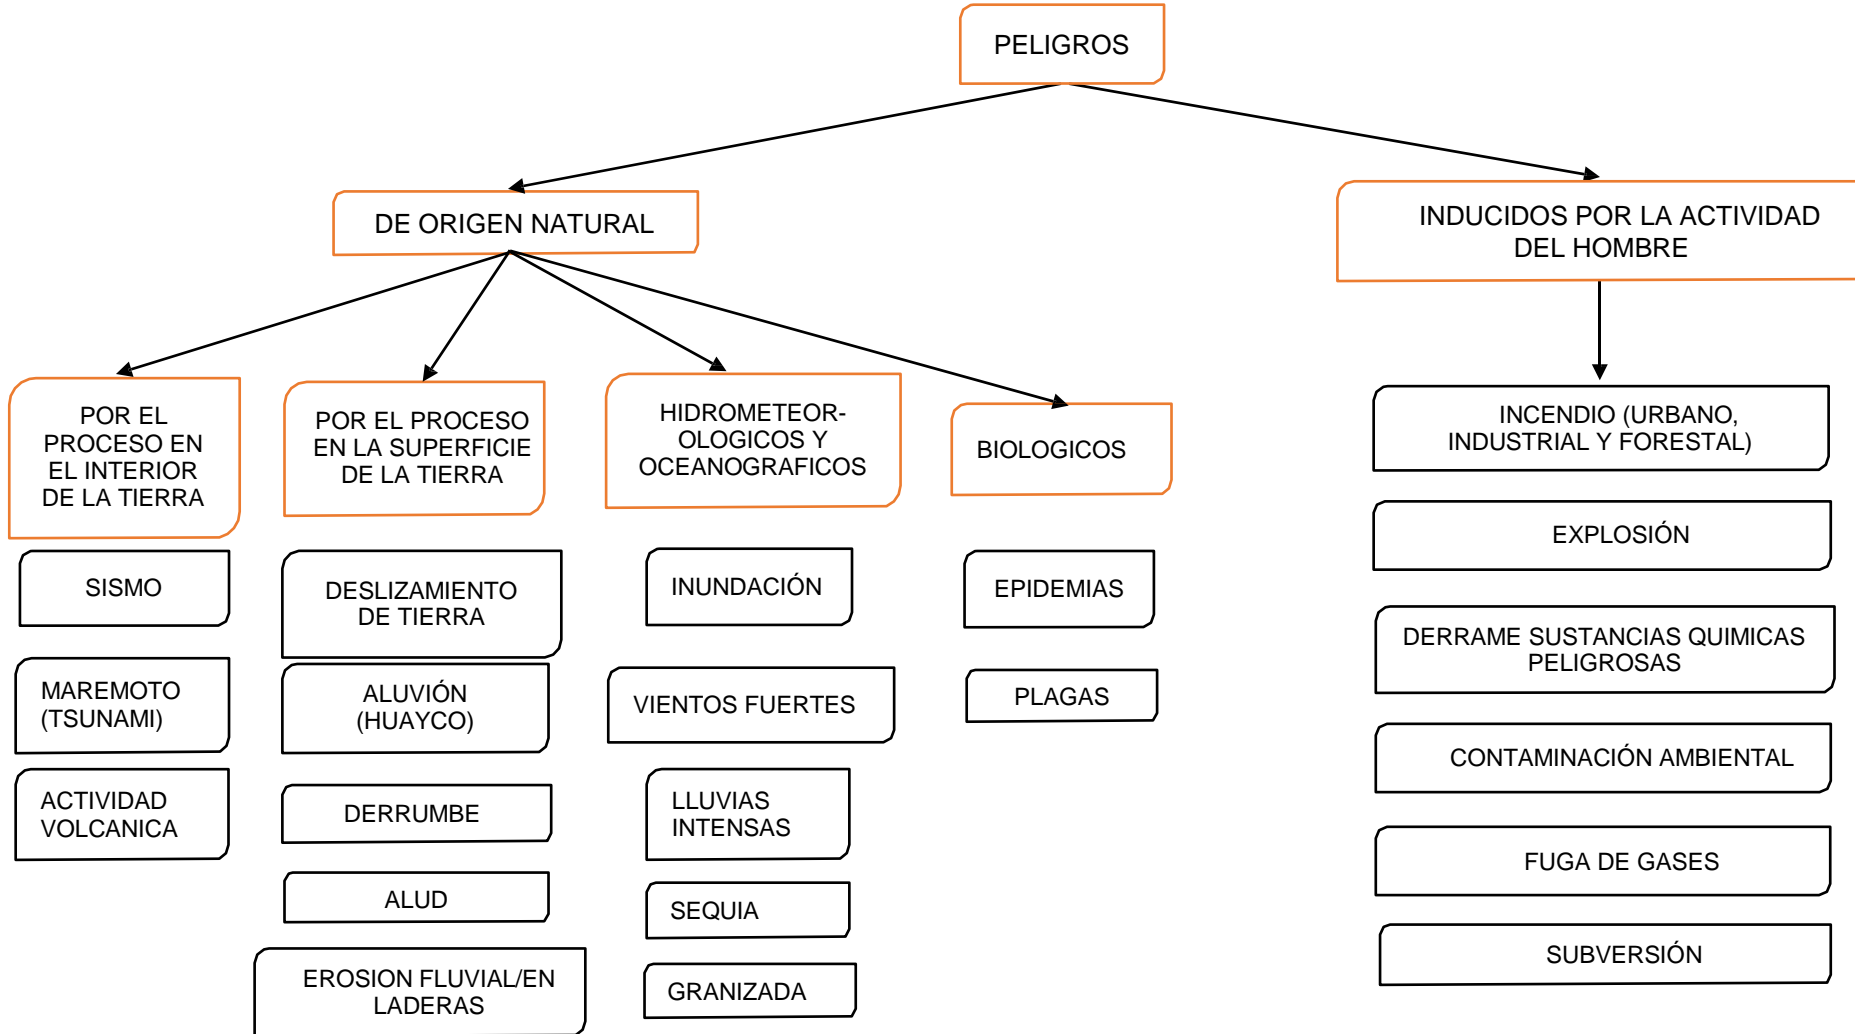 PELIGROS
DE ORIGEN NATURAL
INDUCIDOS POR LA ACTIVIDAD
DEL HOMBRE
POR EL
PROCESO EN
EL INTERIOR
DE LA TIERRA
POR EL PROCESO
EN LA SUPERFICIE
DE LA TIERRA
HIDROMETEOR-
OLOGICOS Y
OCEANOGRAFICOS
BIOLOGICOS
INCENDIO (URBANO,
INDUSTRIAL Y FORESTAL)
SISMO
MAREMOTO
(TSUNAMI)
ACTIVIDAD
VOLCANICA
DESLIZAMIENTO
DE TIERRA
ALUVIÓN
(HUAYCO)
DERRUMBE
ALUD
EROSION FLUVIAL/EN
LADERAS
INUNDACIÓN
VIENTOS FUERTES
LLUVIAS
INTENSAS
SEQUIA
GRANIZADA
EPIDEMIAS
PLAGAS
EXPLOSIÓN
DERRAME SUSTANCIAS QUIMICAS
PELIGROSAS
CONTAMINACIÓN AMBIENTAL
FUGA DE GASES
SUBVERSIÓN